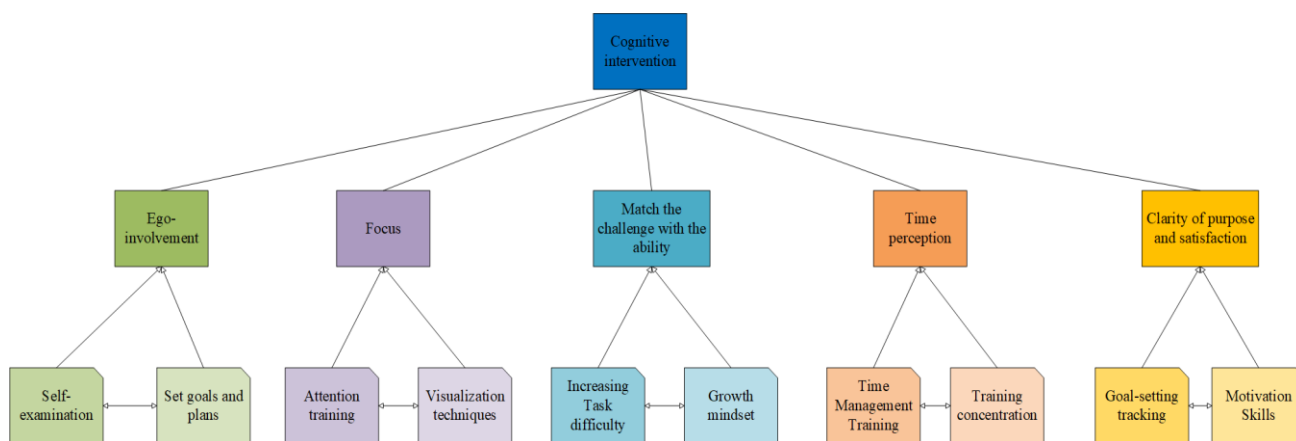 Cognitive
intervention
Ego-
involvement
Focus
Match the
challenge with the
ability
Time
perception
Clarity of purpose
and satisfaction
Self-
examination
Set goals and
plans
Attention
training
Visualization
techniques
Increasing
Task
difficulty
Growth
mindset
Time
Management
Training
Training
concentration
Goal-setting
tracking
Motivation
Skills